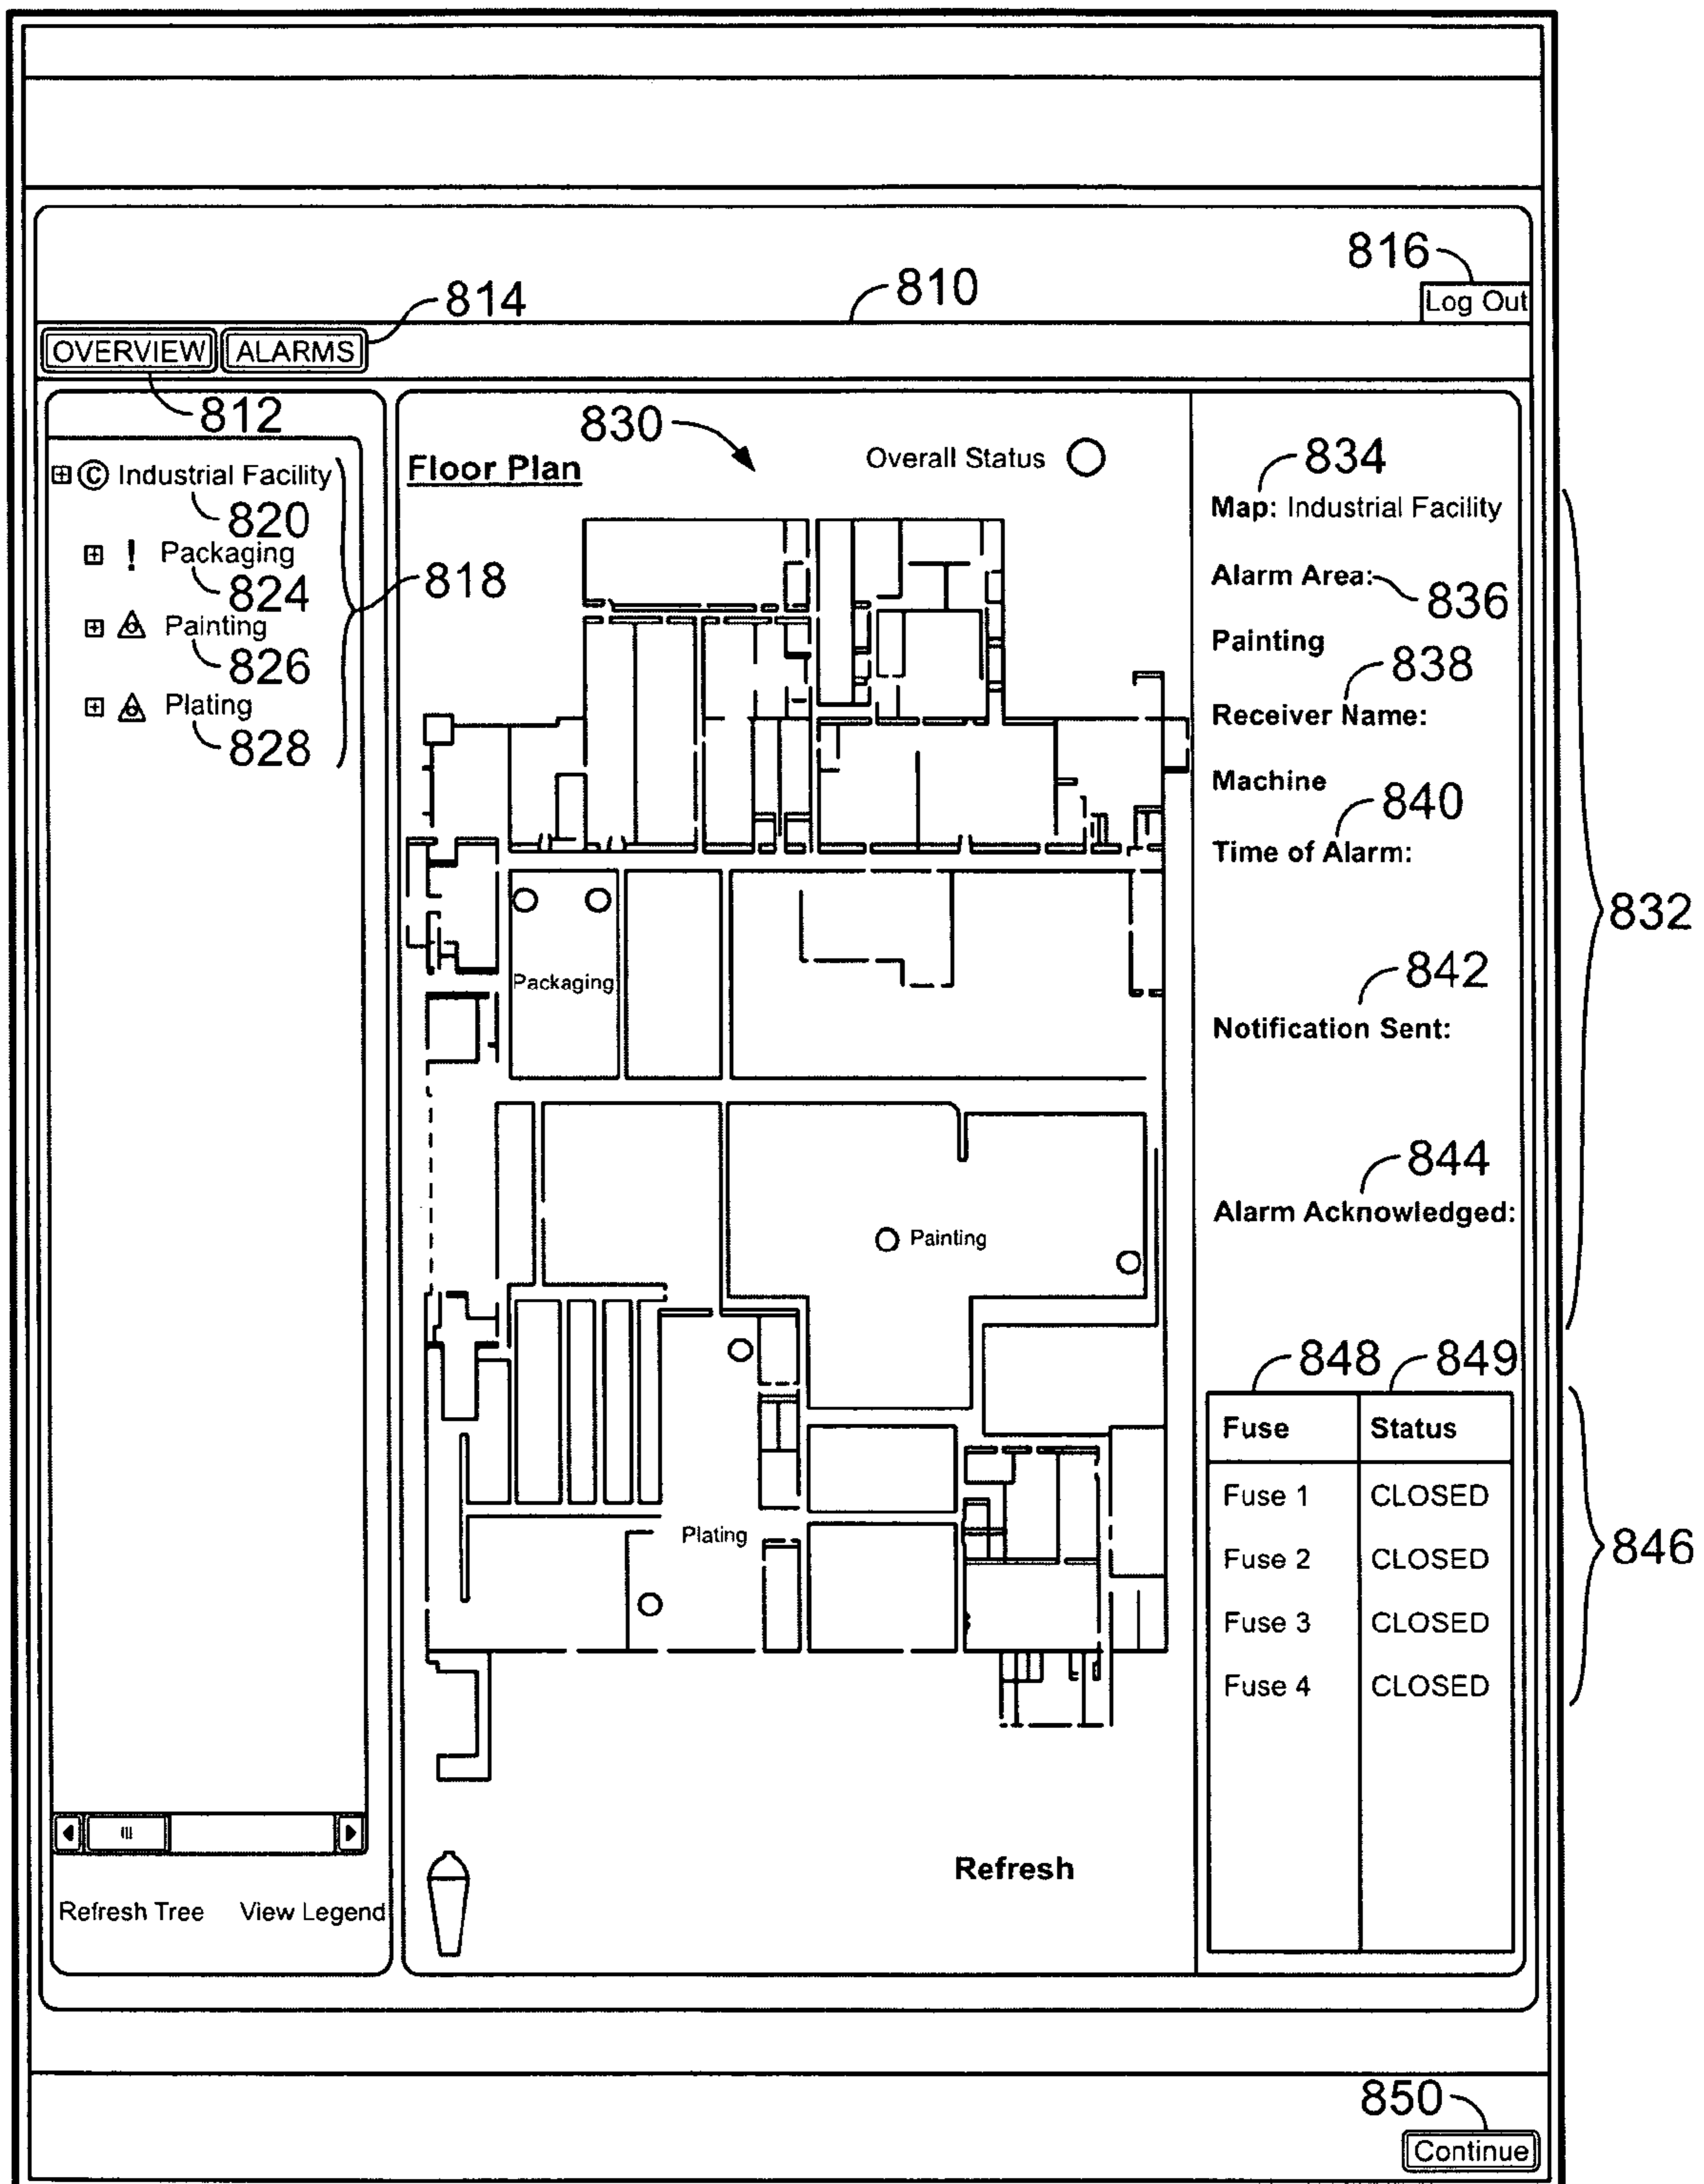 816
Log Out
814
810
OVERVIEW ALARMS
812
Industrial Facility
820
! Packaging
824
Painting
826
Plating
828
818
Refresh Tree View Legend
830
Floor Plan
Overall Status
Packaging
Painting
Plating
Refresh
834
Map: Industrial Facility
Alarm Area:
836
Painting
838
Receiver Name:
Machine
840
Time of Alarm:
832
842
Notification Sent:
844
Alarm Acknowledged:
848 849
Fuse Status
Fuse 1 CLOSED
Fuse 2 CLOSED
Fuse 3 CLOSED
Fuse 4 CLOSED
846
850
Continue